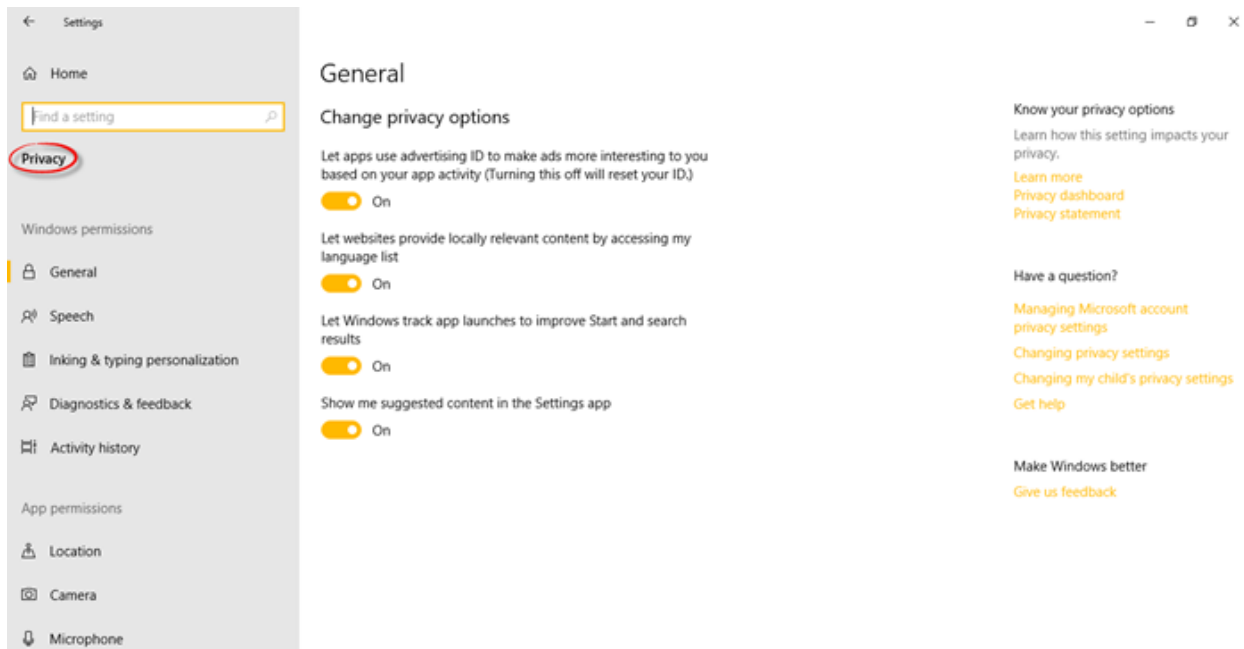 Settings
Home
Find a setting
Privacy
Windows permissions
General
Speech
Inking & typing personalization
Diagnostics & feedback
Activity history
App permissions
Location
Camera
Microphone
General
Change privacy options
Let apps use advertising ID to make ads more interesting to you
based on your app activity (Turning this off will reset your ID.)
On
Let websites provide locally relevant content by accessing my
language list
On
Let Windows track app launches to improve Start and search
results
On
Show me suggested content in the Settings app
On
Know your privacy options
Learn how this setting impacts your
privacy.
Learn more
Privacy dashboard
Privacy statement
Have a question?
Managing Microsoft account
privacy settings
Changing privacy settings
Changing my child's privacy settings
Get help
Make Windows better
Give us feedback